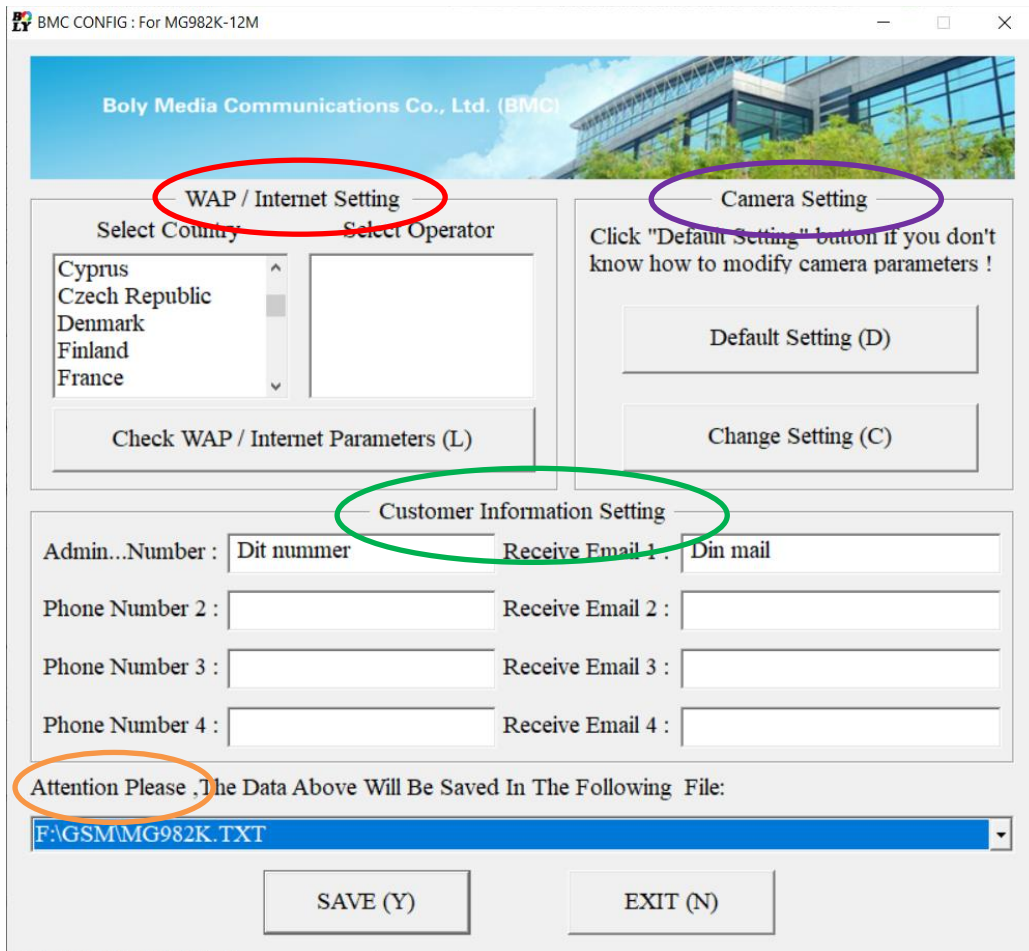 BOLY BMC CONFIG : For MG982K-12M
Boly Media Communications Co., Ltd. (BMC)
WAP / Internet Setting
Select Country Select Operator
Cyprus
Czech Republic
Denmark
Finland
France
Check WAP / Internet Parameters (L)
Camera Setting
Click "Default Setting" button if you don't
know how to modify camera parameters !
Default Setting (D)
Change Setting (C)
Customer Information Setting
Admin...Number : Dit nummer Receive Email 1 : Din mail
Phone Number 2 : Receive Email 2 :
Phone Number 3 : Receive Email 3 :
Phone Number 4 : Receive Email 4 :
Attention Please ,The Data Above Will Be Saved In The Following File:
F:\GSM\MG982K.TXT
SAVE (Y) EXIT (N)